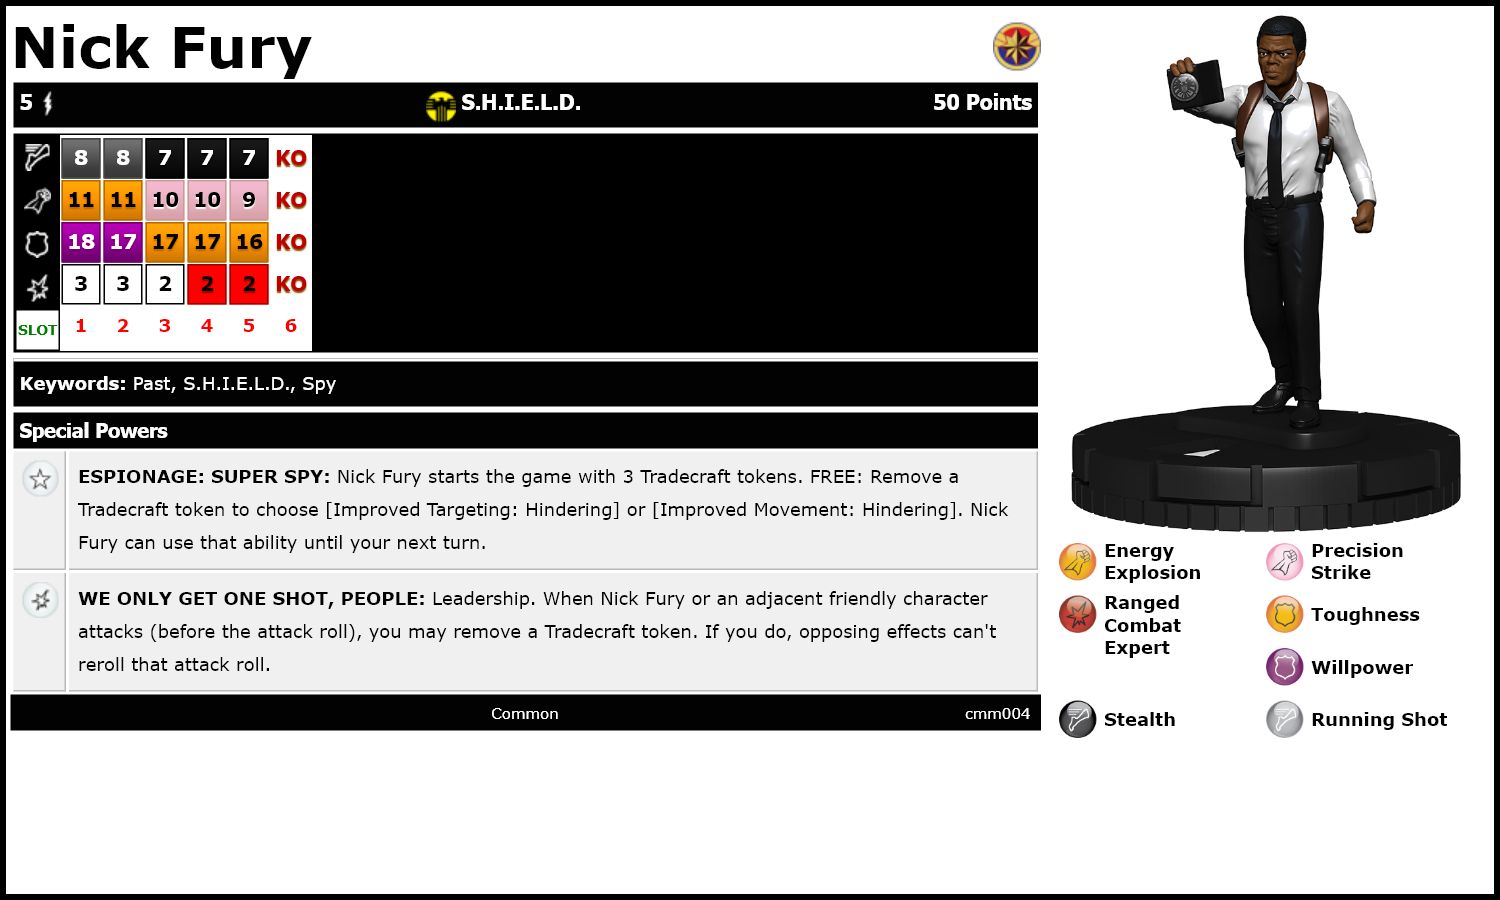 Nick Fury
5 S.H.I.E.L.D. 50 Points
8 8 7 7 7 KO
11 11 10 10 9 KO
18 17 17 17 16 KO
3 3 2 2 2 KO
SLOT 1 2 3 4 5 6
Keywords: Past, S.H.I.E.L.D., Spy
Special Powers
ESPIONAGE: SUPER SPY: Nick Fury starts the game with 3 Tradecraft tokens. FREE: Remove a
Tradecraft token to choose [Improved Targeting: Hindering] or [Improved Movement: Hindering]. Nick
Fury can use that ability until your next turn.
WE ONLY GET ONE SHOT, PEOPLE: Leadership. When Nick Fury or an adjacent friendly character
attacks (before the attack roll), you may remove a Tradecraft token. If you do, opposing effects can't
reroll that attack roll.
Common cmm004
Energy
Explosion
Precision
Strike
Ranged
Combat
Expert
Toughness
Willpower
Stealth
Running Shot